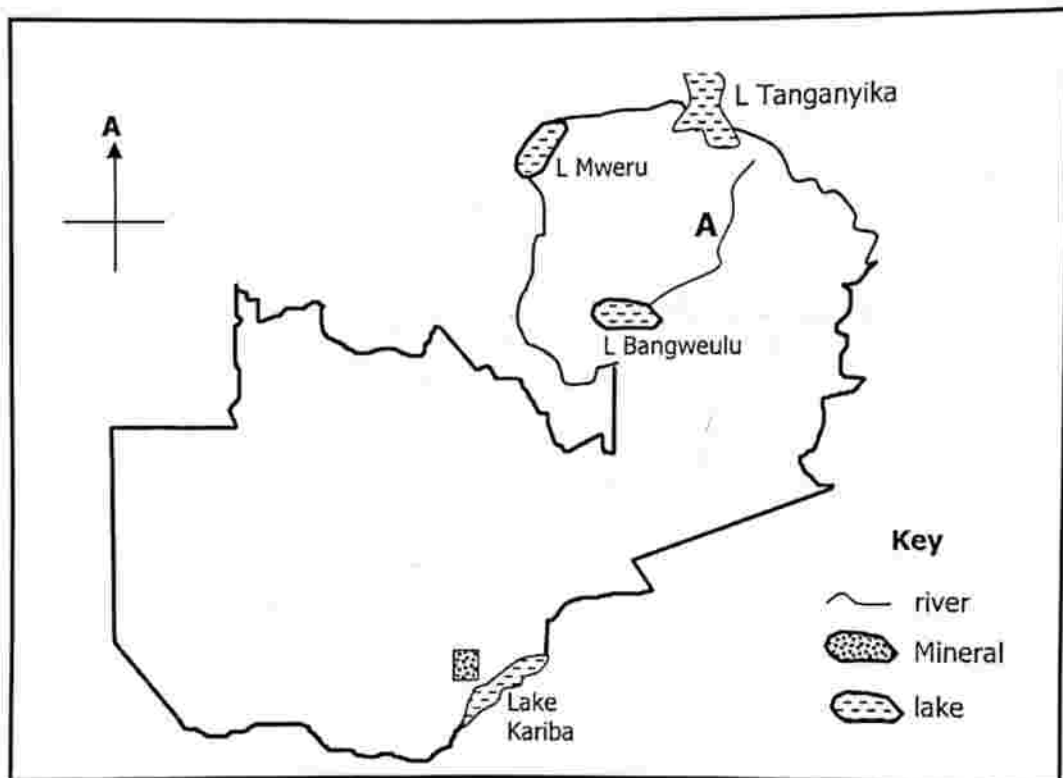 A
L Tanganyika
L Mweru
A
L Bangweulu
Key
river
Mineral
lake
Lake
Kariba